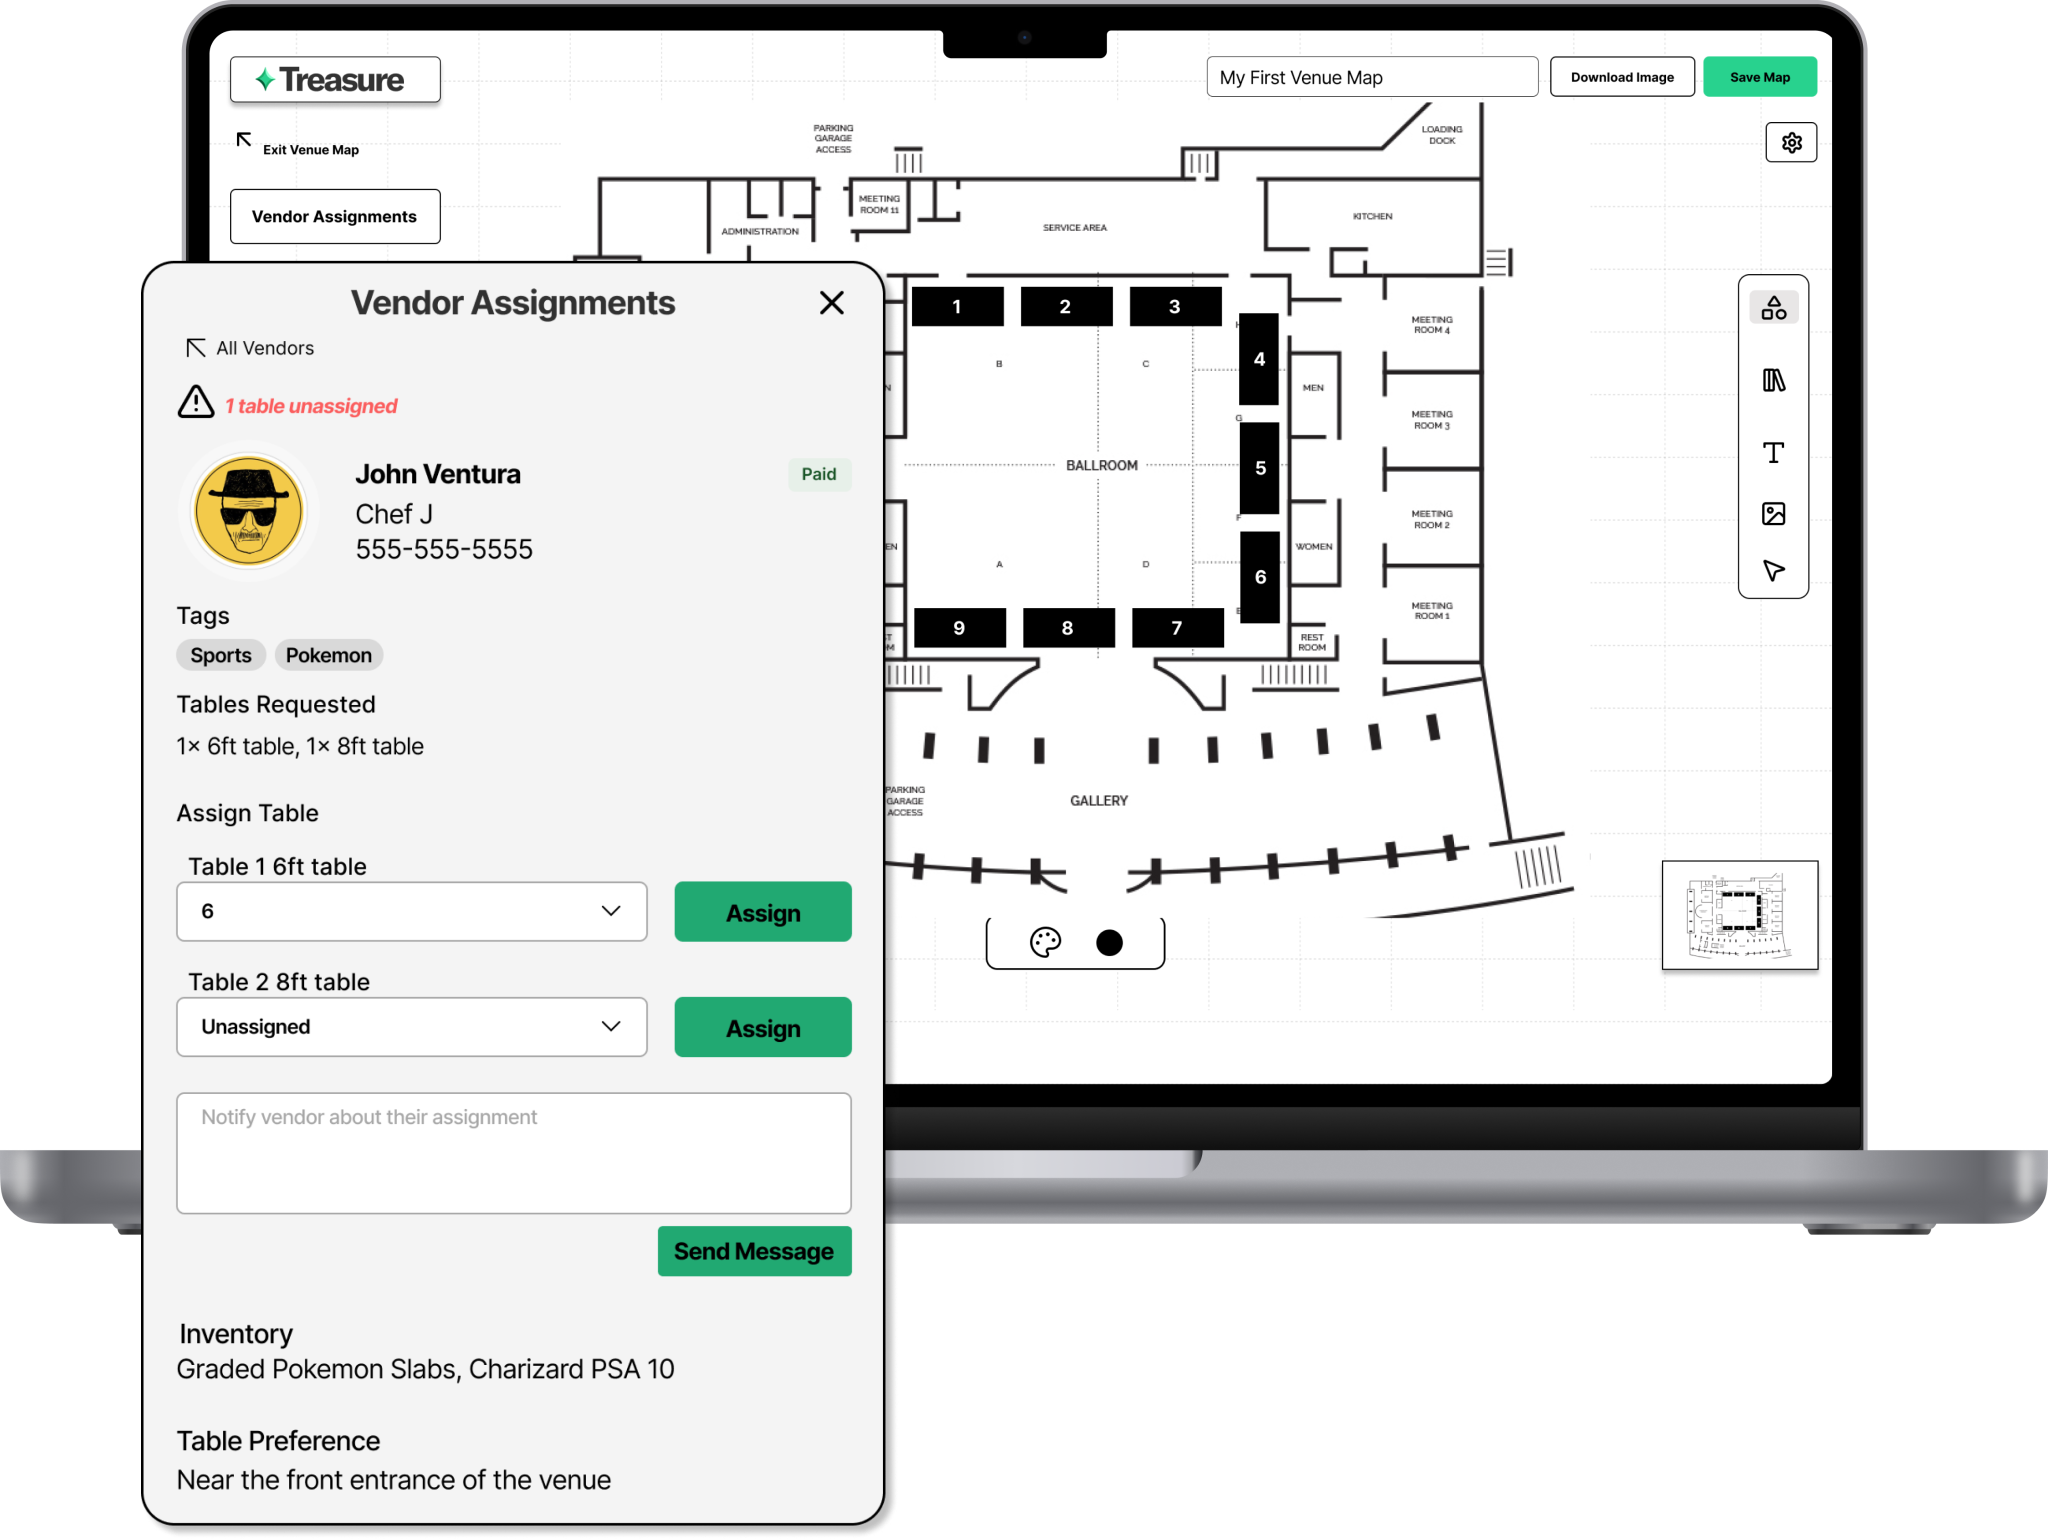 Treasure
My First Venue Map
Download Image
Save Map
Exit Venue Map
Vendor Assignments
PARKING
GARAGE
ACCESS
LOADING
DOCK
MEETING
ROOM 11
ADMINISTRATION
SERVICE AREA
KITCHEN
1
2
3
4
5
6
7
8
9
B
C
G
F
A
D
BALLROOM
MEN
WOMEN
REST
ROOM
MEETING
ROOM 4
MEETING
ROOM 3
MEETING
ROOM 2
MEETING
ROOM 1
PARKING
GARAGE
ACCESS
GALLERY
Vendor Assignments
All Vendors
1 table unassigned
John Ventura
Paid
Chef J
555-555-5555
Tags
Sports
Pokemon
Tables Requested
1× 6ft table, 1× 8ft table
Assign Table
Table 1 6ft table
6
Assign
Table 2 8ft table
Unassigned
Assign
Notify vendor about their assignment
Send Message
Inventory
Graded Pokemon Slabs, Charizard PSA 10
Table Preference
Near the front entrance of the venue